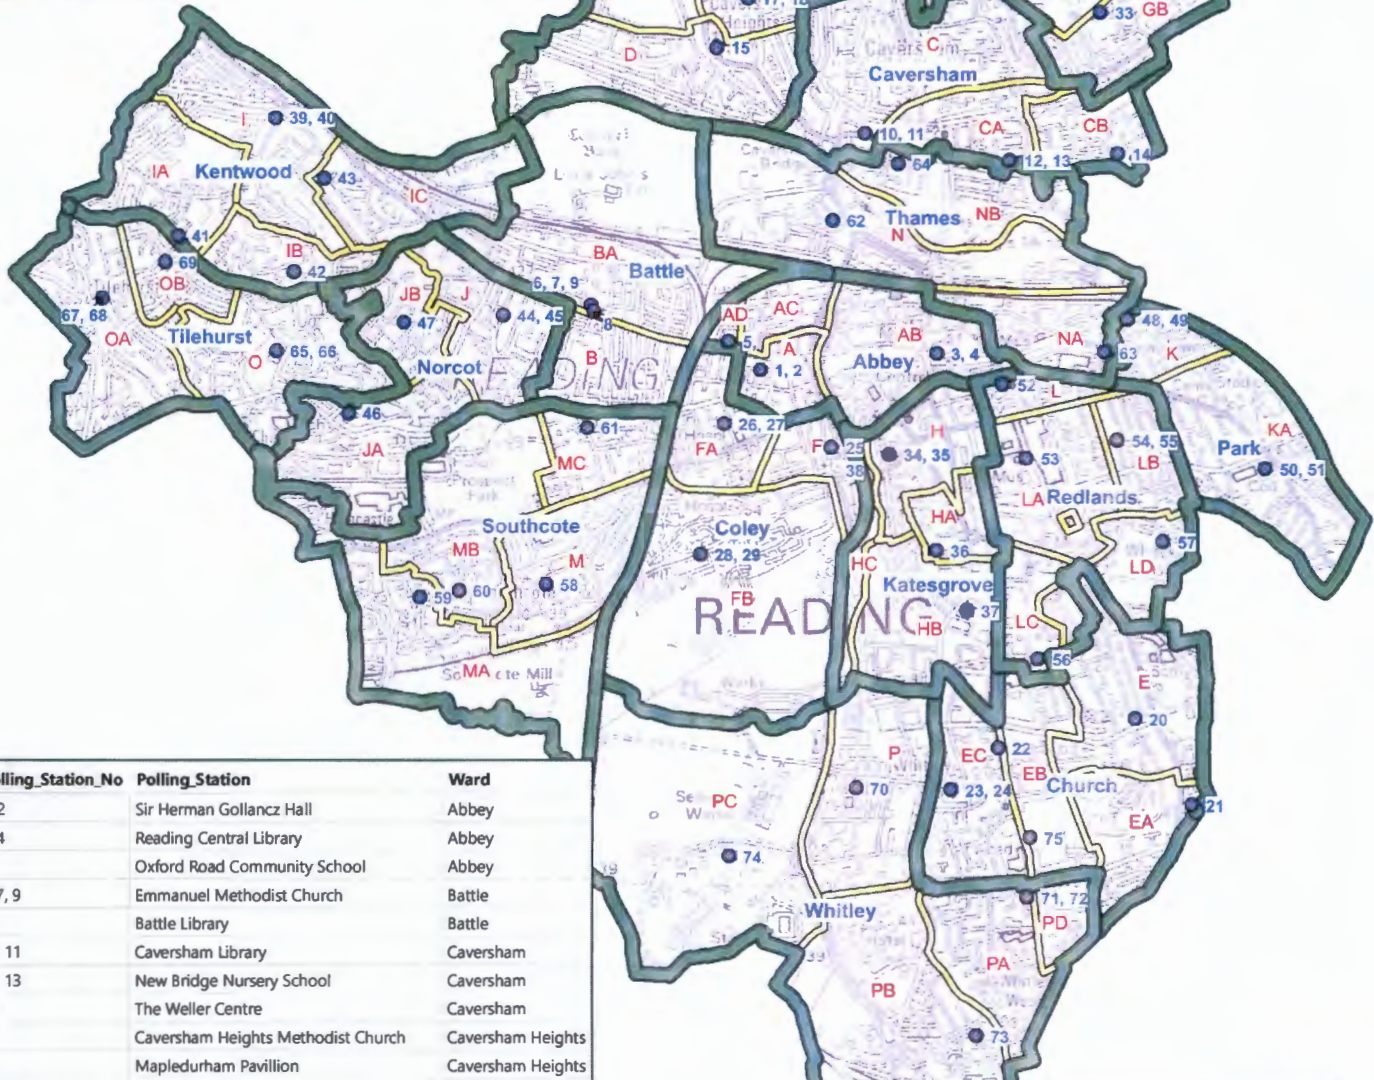 17, 18
Heights
33
GB
D
15
C
Caversham
I
39, 40
10, 11
CA
CB
IA
Kentwood
43
IC
64
12, 13
14
62
Thames
NB
N
41
IB
42
69
OB
BA
Battle
67, 68
OA
Tilehurst
O
65, 66
JB
J
47
44, 45
Norcot
6, 7, 9
8
B
AD
AC
5
A
1, 2
AB
Abbey
3, 4
NA
48, 49
63
K
52
L
46
JA
61
MC
26, 27
FA
F
25
38
H
34, 35
53
54, 55
LB
Park
KA
50, 51
LA
Redlands
Southcote
MB
M
58
59
60
MA
Coley
28, 29
FB
READING
HA
36
HC
Katesgrove
HB
37
57
LD
LC
56
E
20
P
EC
22
EB
Church
23, 24
21
EA
70
75
PC
74
Whitley
71, 72
PD
PA
PB
73
lling_Station_No Polling_Station Ward
2 Sir Herman Gollancz Hall Abbey
4 Reading Central Library Abbey
Oxford Road Community School Abbey
7, 9 Emmanuel Methodist Church Battle
Battle Library Battle
11 Caversham Library Caversham
13 New Bridge Nursery School Caversham
The Weller Centre Caversham
Caversham Heights Methodist Church Caversham Heights
Mapledurham Pavillion Caversham Heights